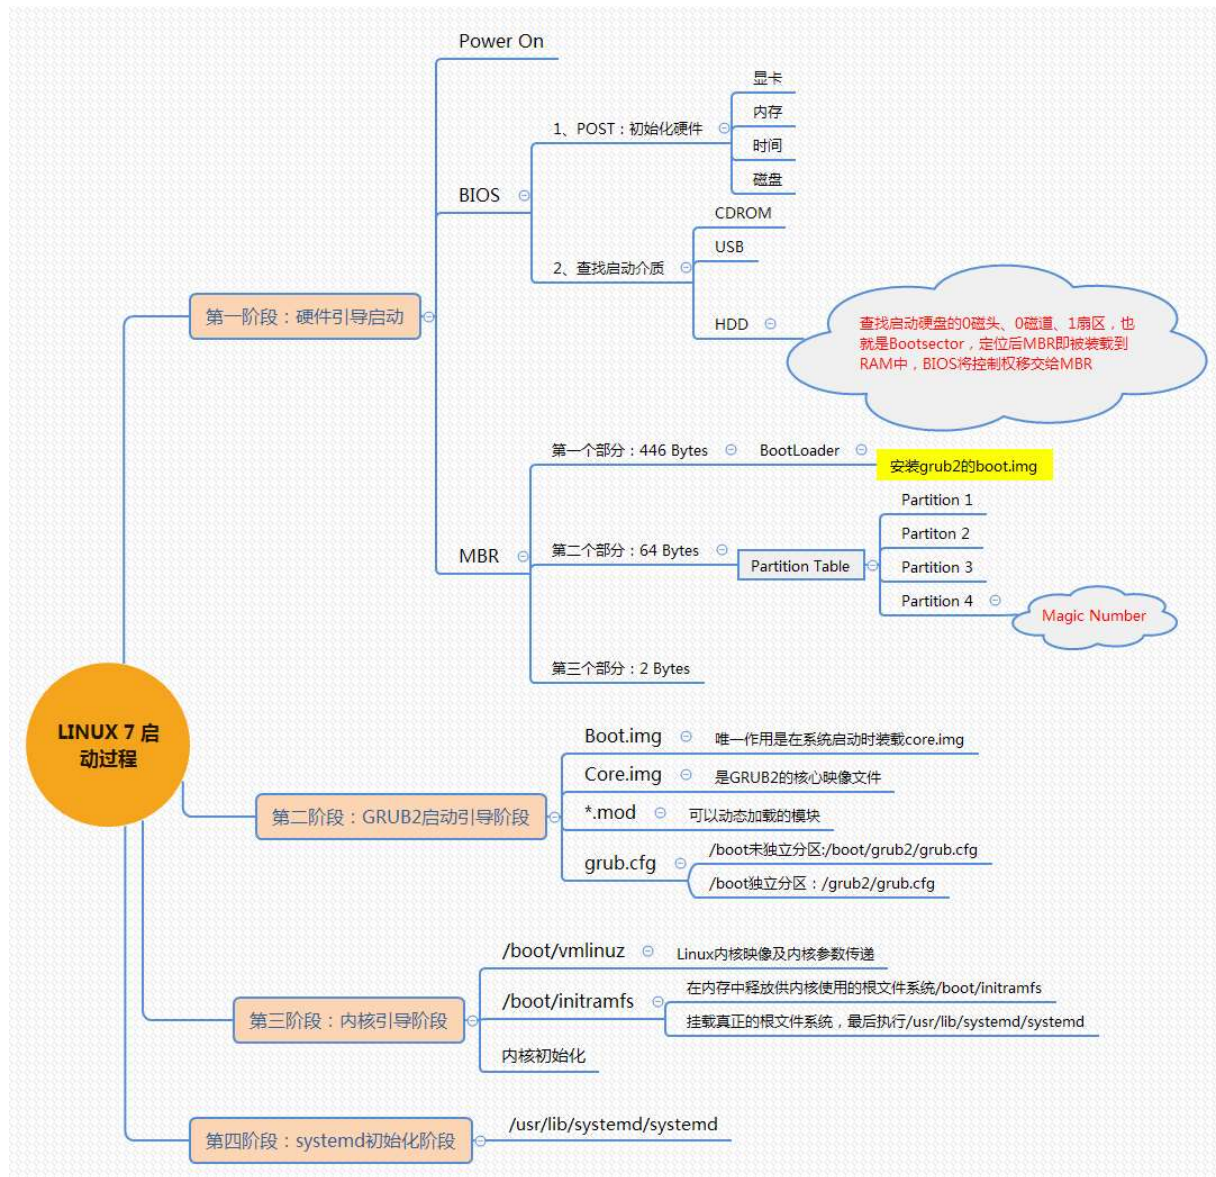 Power On
显卡
内存
1、POST：初始化硬件
时间
磁盘
BIOS
CDROM
USB
2、查找启动介质
HDD
查找启动硬盘的0磁头、0磁道、1扇区，也
就是Bootsector，定位后MBR即被装载到
RAM中，BIOS将控制权移交给MBR
第一阶段：硬件引导启动
第一个部分：446 Bytes
BootLoader
安装grub2的boot.img
Partition 1
Partiton 2
第二个部分：64 Bytes
MBR
Partition Table
Partition 3
Partition 4
Magic Number
第三个部分：2 Bytes
LINUX 7 启
动过程
Boot.img
唯一作用是在系统启动时装载core.img
Core.img
是GRUB2的核心映像文件
第二阶段：GRUB2启动引导阶段
*.mod
可以动态加载的模块
grub.cfg
/boot未独立分区:/boot/grub2/grub.cfg
/boot独立分区：/grub2/grub.cfg
/boot/vmlinuz
Linux内核映像及内核参数传递
第三阶段：内核引导阶段
/boot/initramfs
在内存中释放供内核使用的根文件系统/boot/initramfs
挂载真正的根文件系统，最后执行/usr/lib/systemd/systemd
内核初始化
第四阶段：systemd初始化阶段
/usr/lib/systemd/systemd